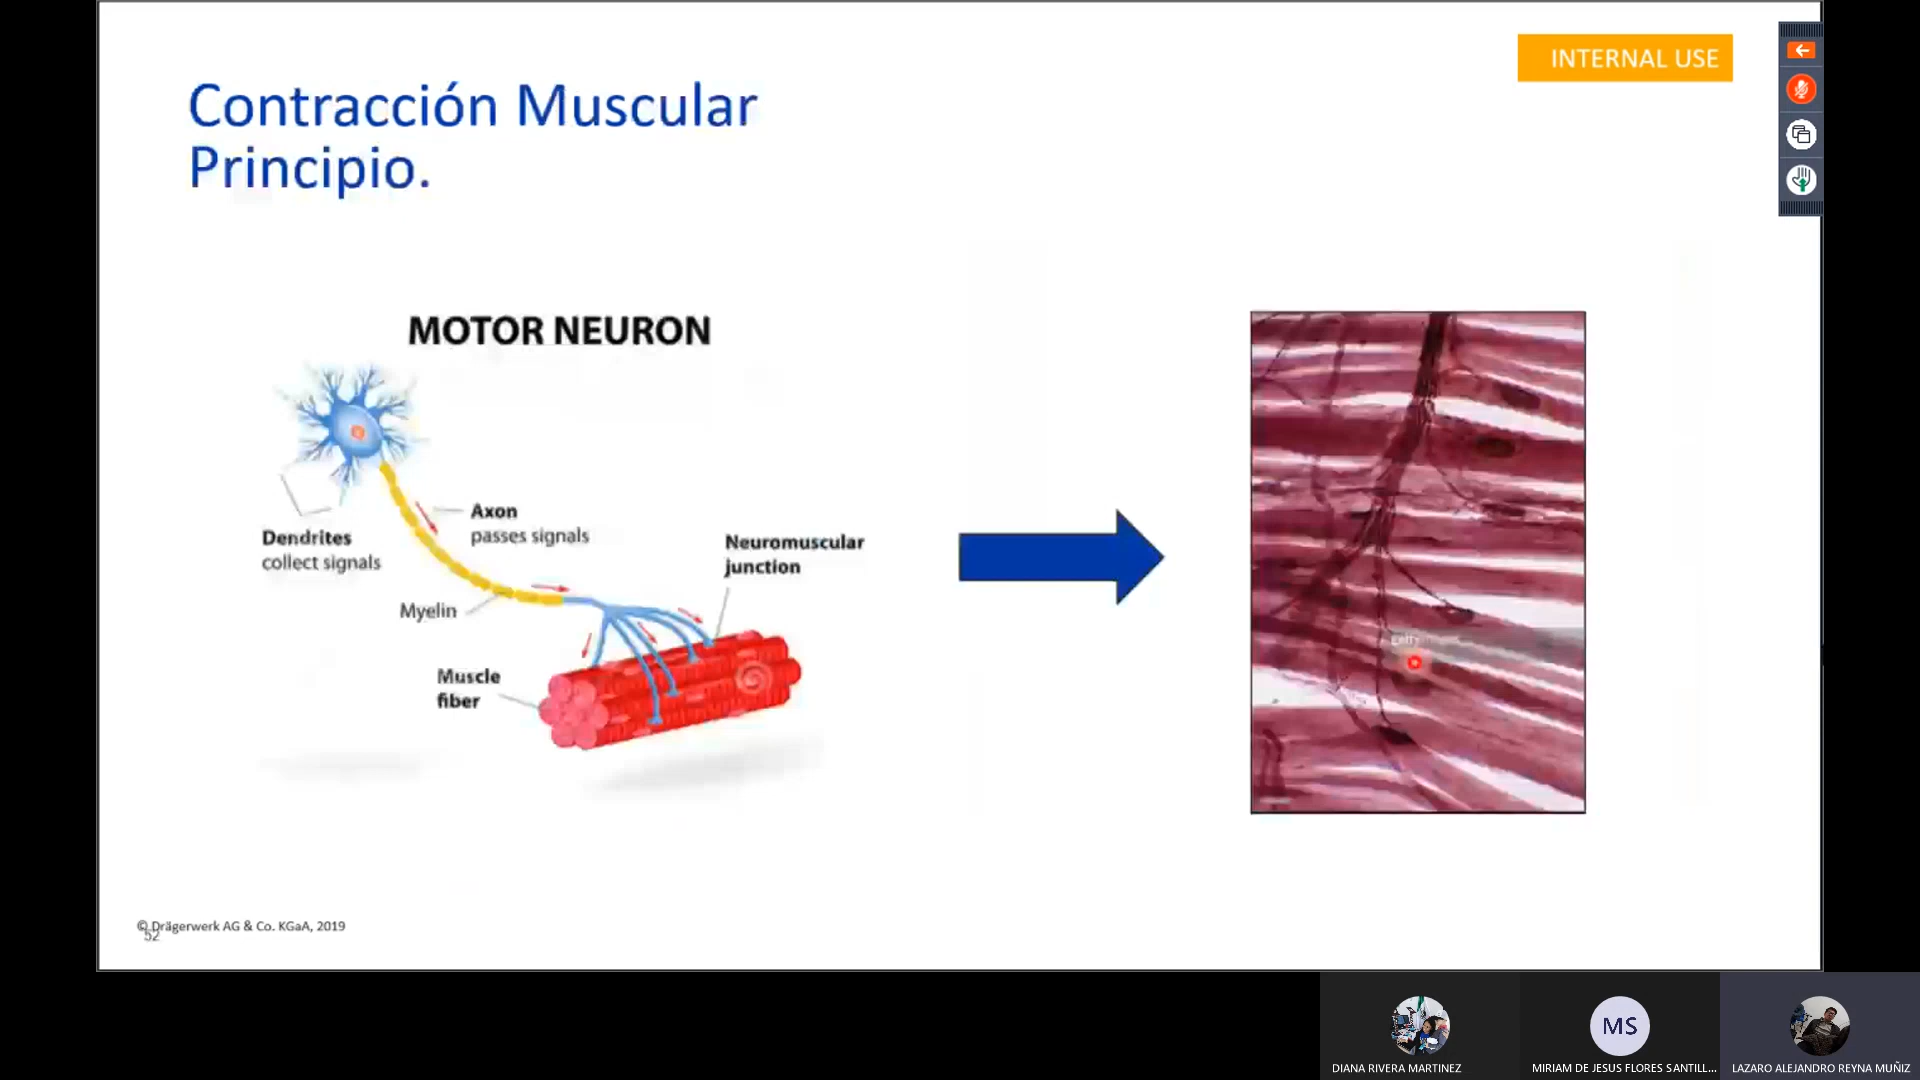 INTERNAL USE
Contracción Muscular
Principio.
MOTOR NEURON
Dendrites
collect signals
Axon
passes signals
Myelin
Neuromuscular
junction
Muscle
fiber
© Drägerwerk AG & Co. KGaA, 2019
52
MS
DIANA RIVERA MARTINEZ
MIRIAM DE JESUS FLORES SANTILL...
LAZARO ALEJANDRO REYNA MUÑIZ